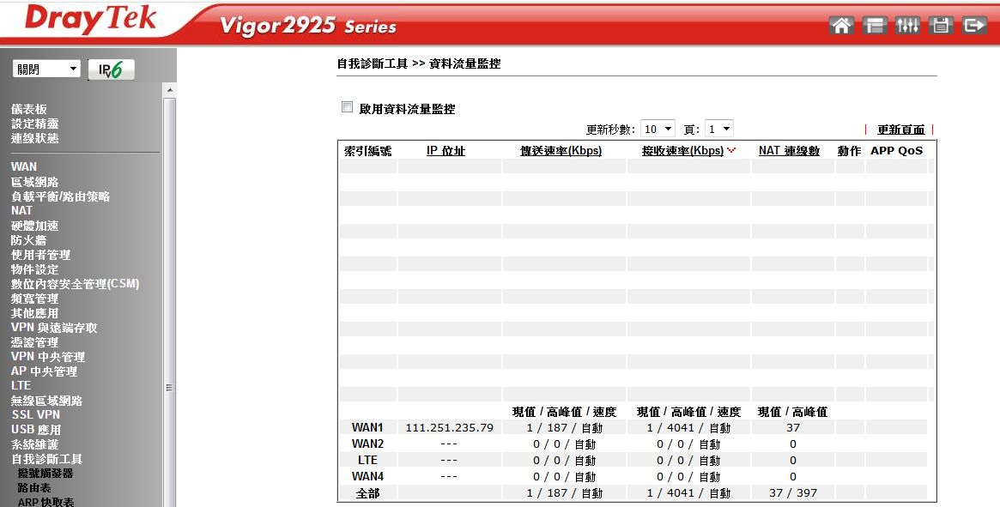 DrayTek
Vigor2925 Series
關閉
IPv6
儀表板
設定精靈
連線狀態
WAN
區域網路
負載平衡/路由策略
NAT
硬體加速
防火牆
使用者管理
物件設定
數位內容安全管理(CSM)
頻寬管理
其他應用
VPN 與遠端存取
憑證管理
VPN 中央管理
AP 中央管理
LTE
無線區域網路
SSL VPN
USB 應用
系統維護
自我診斷工具
撥號觸發器
路由表
ARP 快取表
自我診斷工具 >> 資料流量監控
啟用資料流量監控
更新秒數: 10 頁: 1 | 更新頁面 |
索引編號 IP 位址 傳送速率(Kbps) 接收速率(Kbps) NAT 連線數 動作 APP QoS
現值 / 高峰值 / 速度 現值 / 高峰值 / 速度 現值 / 高峰值
WAN1 111.251.235.79 1 / 187 / 自動 1 / 4041 / 自動 37
WAN2 --- 0 / 0 / 自動 0 / 0 / 自動 0
LTE --- 0 / 0 / 自動 0 / 0 / 自動 0
WAN4 --- 0 / 0 / 自動 0 / 0 / 自動 0
全部 1 / 187 / 自動 1 / 4041 / 自動 37 / 397